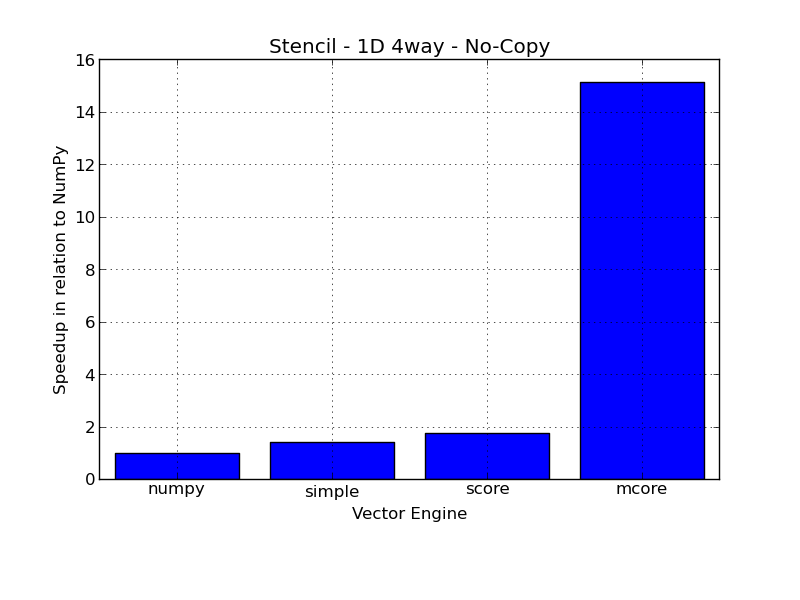 Stencil - 1D 4way - No-Copy
Speedup in relation to NumPy
16
14
12
10
8
6
4
2
0
numpy simple score mcore
Vector Engine